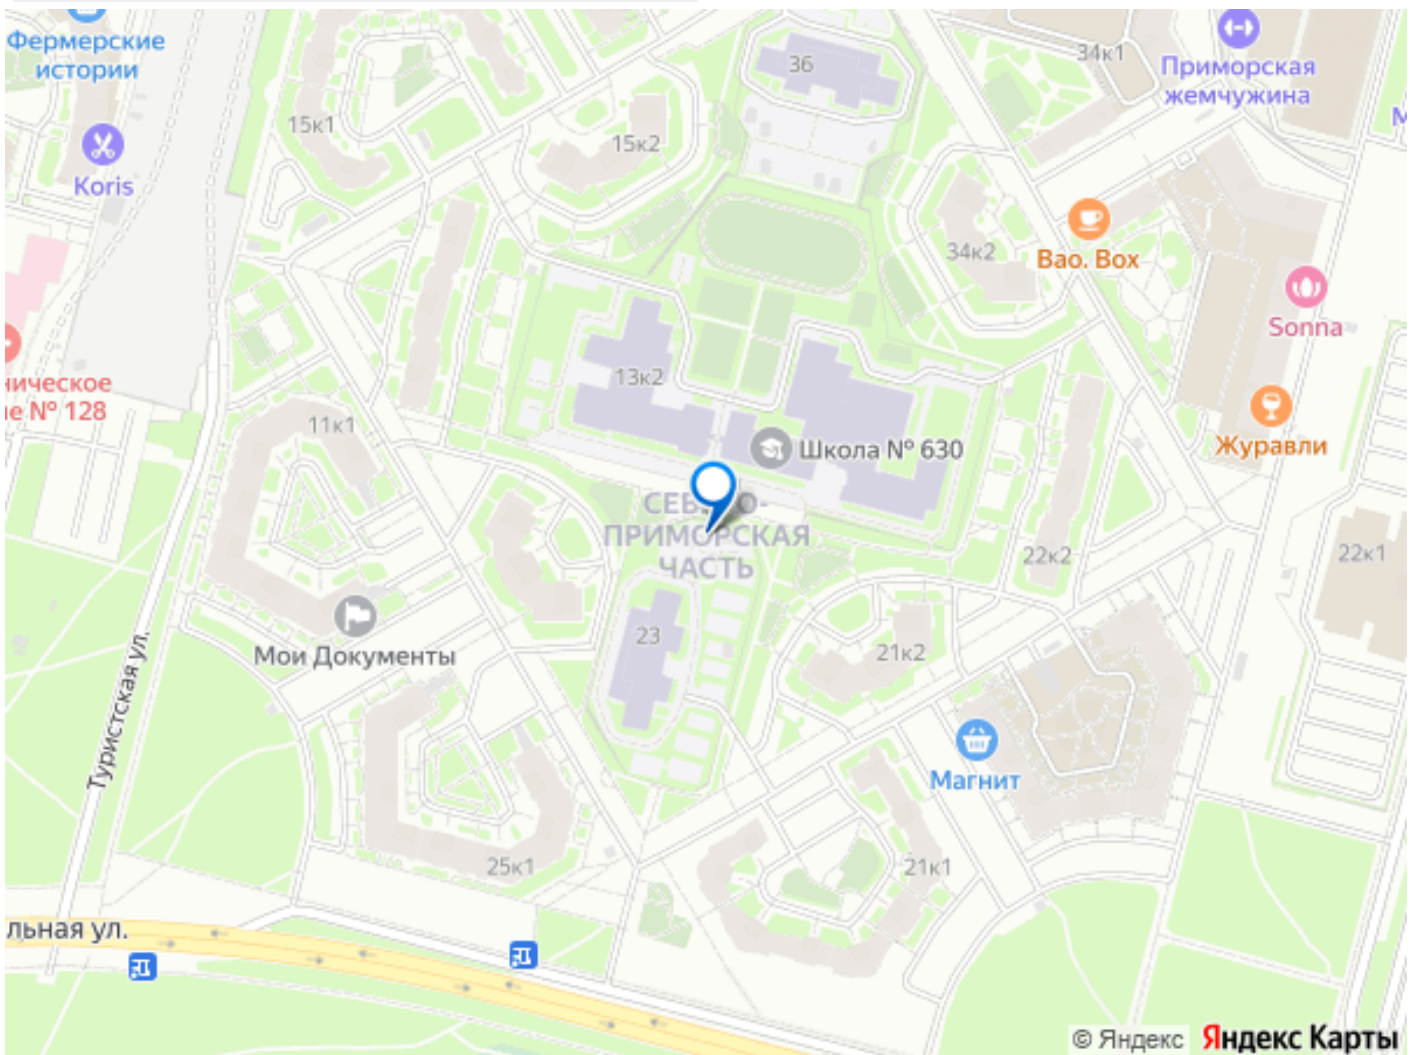 Фермерские
истории
34к1
36
Приморская
жемчужина
15к1
15к2
Koris
34к2
Bao. Box
Sonna
ническое
е № 128
13к2
11к1
Школа № 630
Журавли
ПРИМОРСКАЯ
ЧАСТЬ
22к2
22к1
Мои Документы
23
21к2
Туристская ул.
Магнит
25к1
21к1
льная ул.
© Яндекс Яндекс Карты